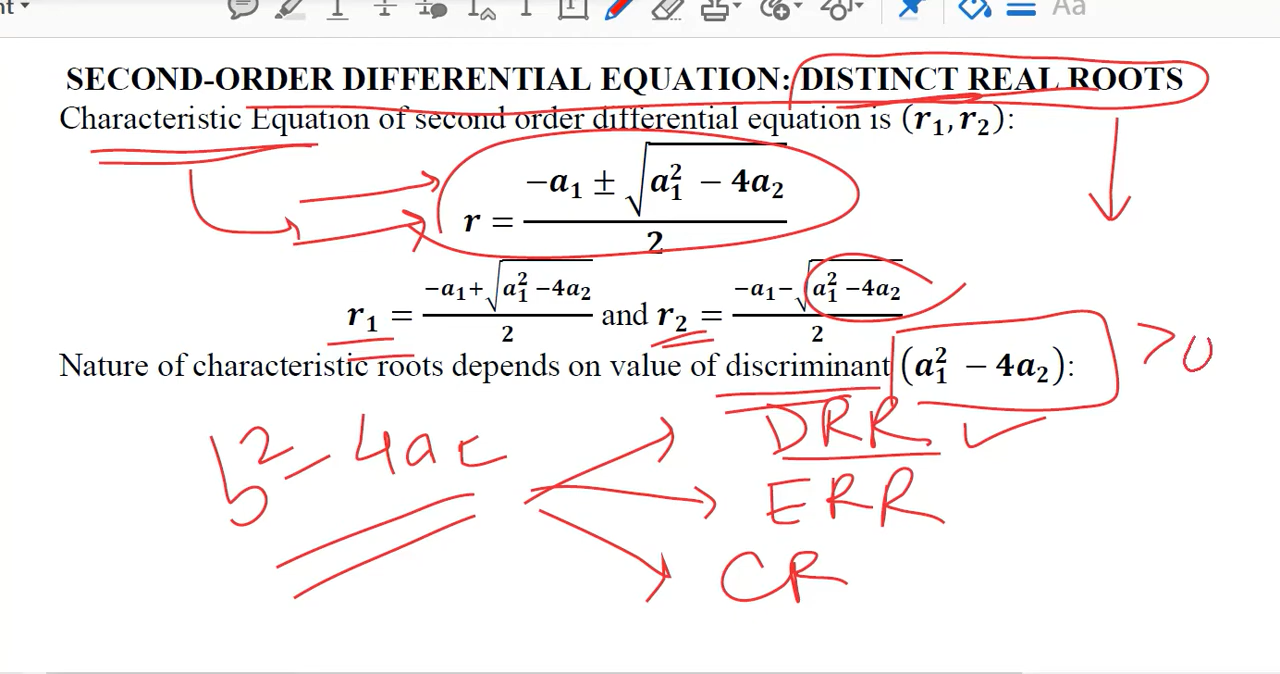 nt
Aa
SECOND-ORDER DIFFERENTIAL EQUATION: DISTINCT REAL ROOTS
Characteristic Equation of second order differential equation is (r₁, r₂):
r = (−a₁ ± √(a₁² − 4a₂)) / 2
r₁ = (−a₁+√(a₁² −4a₂)) / 2 and r₂ = (−a₁−√(a₁² −4a₂)) / 2
Nature of characteristic roots depends on value of discriminant (a₁² − 4a₂): >0
DRR
b² − 4ac
ERR
CR